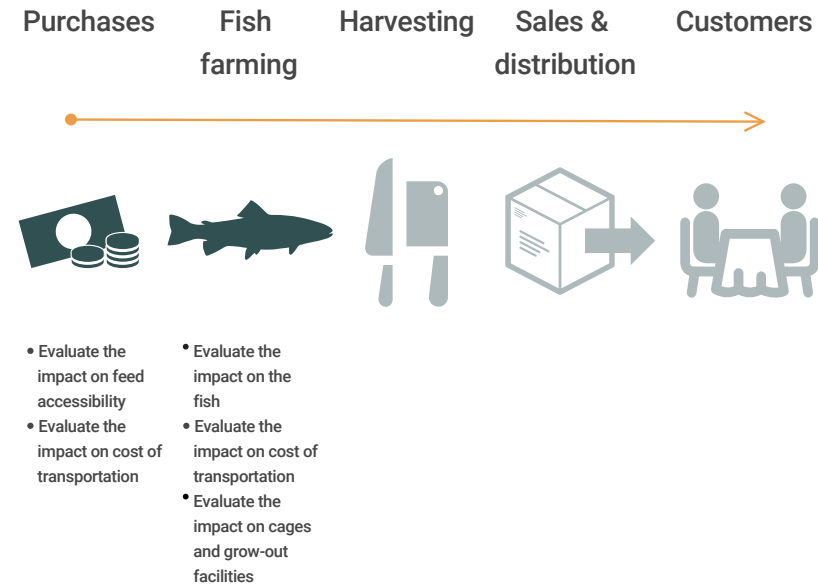 Purchases
Fish
farming
Harvesting
Sales &
distribution
Customers
• Evaluate the
impact on feed
accessibility
• Evaluate the
impact on cost of
transportation
• Evaluate the
impact on the
fish
• Evaluate the
impact on cost of
transportation
• Evaluate the
impact on cages
and grow-out
facilities